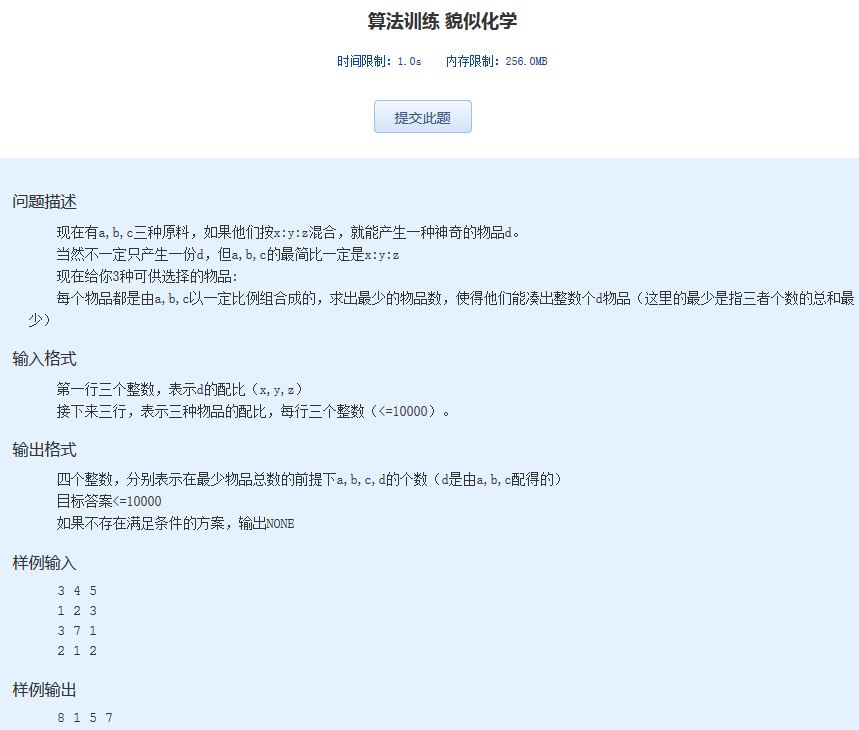 算法训练 貌似化学
时间限制：1.0s 内存限制：256.0MB
提交此题
问题描述
现在有a,b,c三种原料，如果他们按x:y:z混合，就能产生一种神奇的物品d。
当然不一定只产生一份d，但a,b,c的最简比一定是x:y:z
现在给你3种可供选择的物品:
每个物品都是由a,b,c以一定比例组合成的，求出最少的物品数，使得他们能凑出整数个d物品（这里的最少是指三者个数的总和最
少）
输入格式
第一行三个整数，表示d的配比（x,y,z）
接下来三行，表示三种物品的配比，每行三个整数（<=10000）。
输出格式
四个整数，分别表示在最少物品总数的前提下a,b,c,d的个数（d是由a,b,c配得的）
目标答案<=10000
如果不存在满足条件的方案，输出NONE
样例输入
3 4 5
1 2 3
3 7 1
2 1 2
样例输出
8 1 5 7